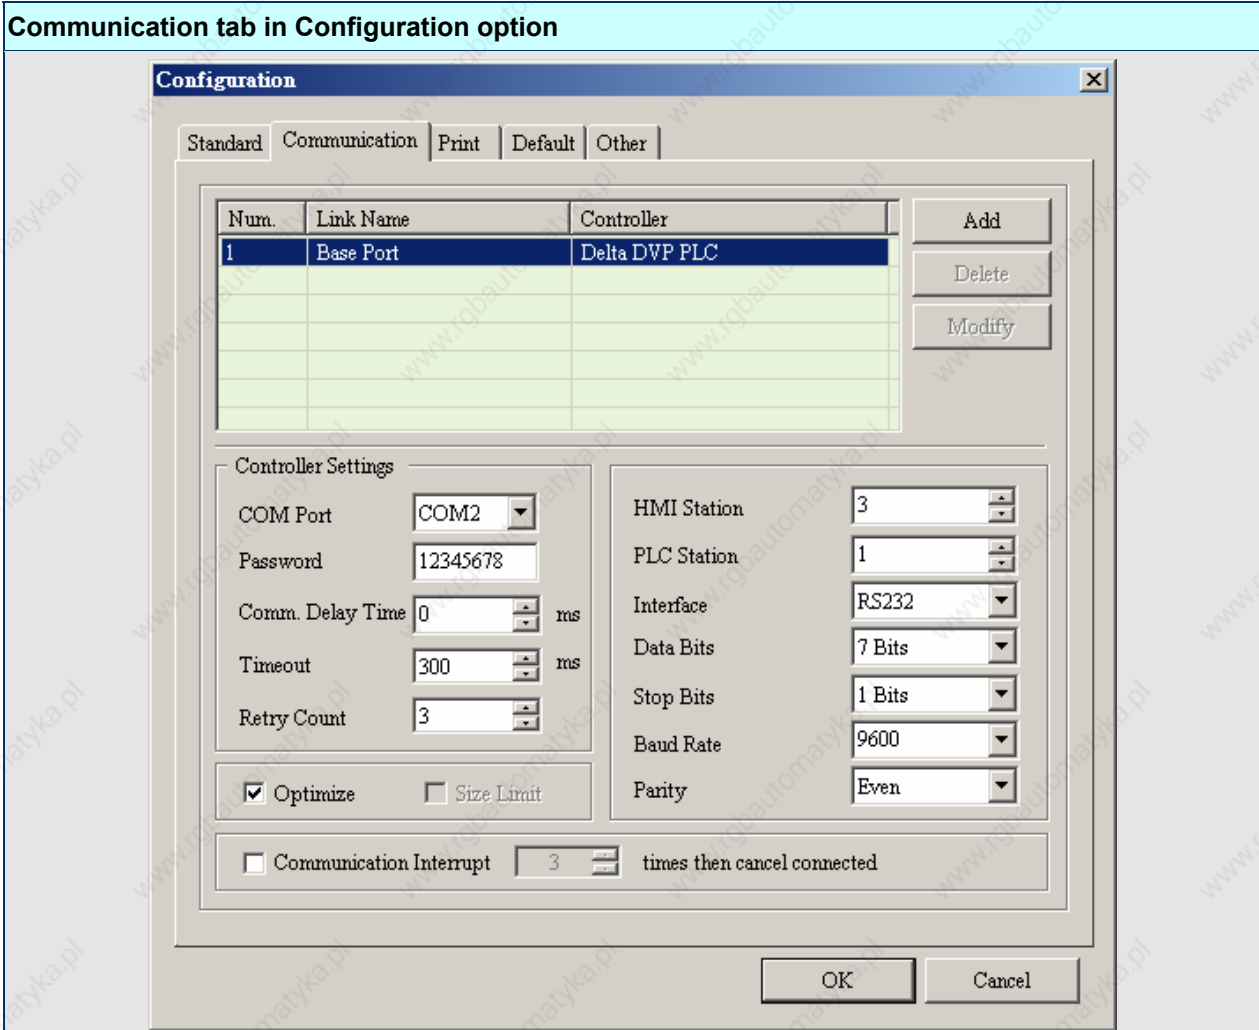 Communication tab in Configuration option
Configuration
Standard Communication Print Default Other
Num. Link Name Controller
1 Base Port Delta DVP PLC
Add
Delete
Modify
Controller Settings
COM Port COM2
Password 12345678
Comm. Delay Time 0 ms
Timeout 300 ms
Retry Count 3
HMI Station 3
PLC Station 1
Interface RS232
Data Bits 7 Bits
Stop Bits 1 Bits
Baud Rate 9600
Parity Even
Optimize Size Limit
Communication Interrupt 3 times then cancel connected
OK Cancel
www.rgbautomatyka.pl